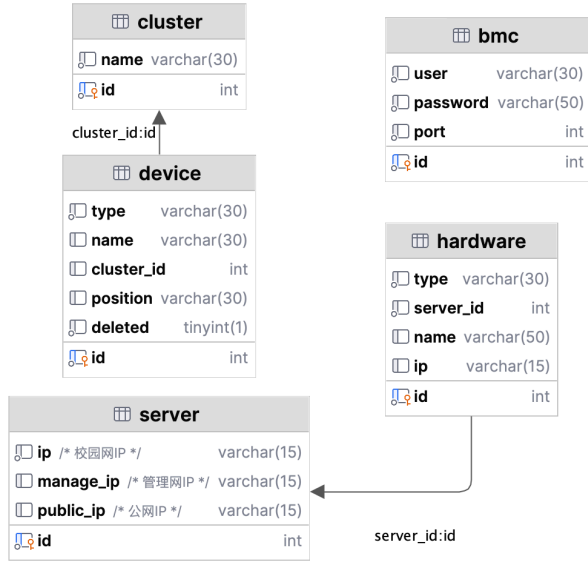 cluster
name varchar(30)
id int
cluster_id:id
device
type varchar(30)
name varchar(30)
cluster_id int
position varchar(30)
deleted tinyint(1)
id int
server
ip /* 校园网IP */ varchar(15)
manage_ip /* 管理网IP */ varchar(15)
public_ip /* 公网IP */ varchar(15)
id int
bmc
user varchar(30)
password varchar(50)
port int
id int
hardware
type varchar(30)
server_id int
name varchar(50)
ip varchar(15)
id int
server_id:id